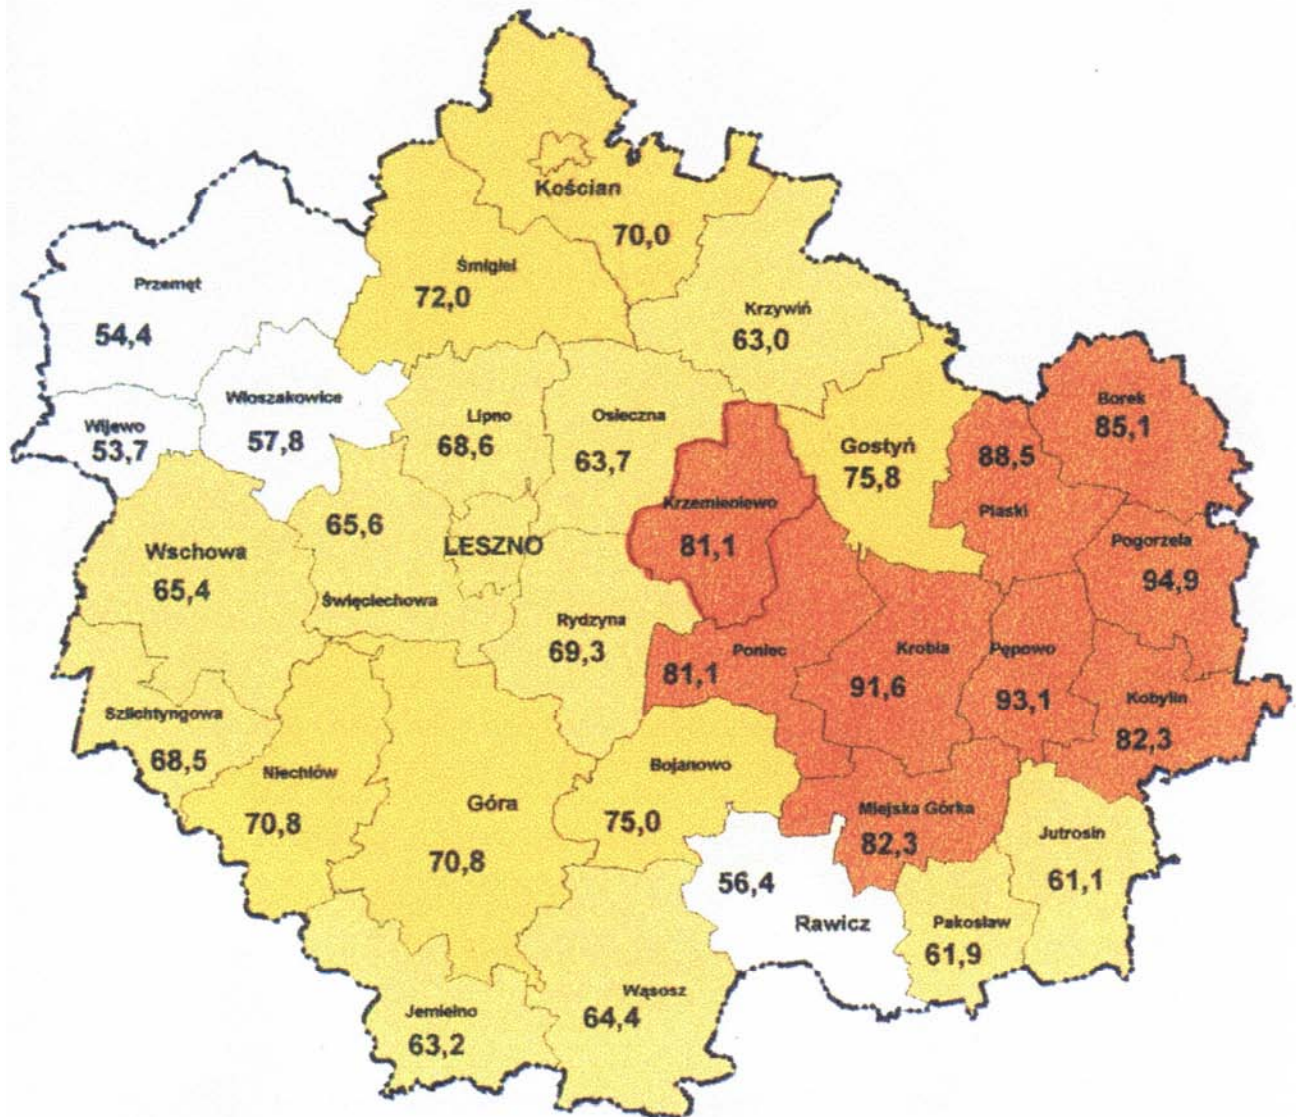 Kościan
70,0
Śmigiel
72,0
Przemęt
54,4
Krzywiń
63,0
Włoszakowice
57,8
Wijewo
53,7
Lipno
68,6
Osieczna
63,7
Borek
85,1
Gostyń
75,8
88,5
Piaski
Krzemieniewo
81,1
65,6
Święciechowa
LESZNO
Wschowa
65,4
Pogorzela
94,9
Rydzyna
69,3
Poniec
81,1
Krobia
91,6
Pępowo
93,1
Kobylin
82,3
Szlichtyngowa
68,5
Niechlów
70,8
Góra
70,8
Bojanowo
75,0
Miejska Górka
82,3
Jutrosin
61,1
56,4
Rawicz
Pakosław
61,9
Wąsosz
64,4
Jemielno
63,2